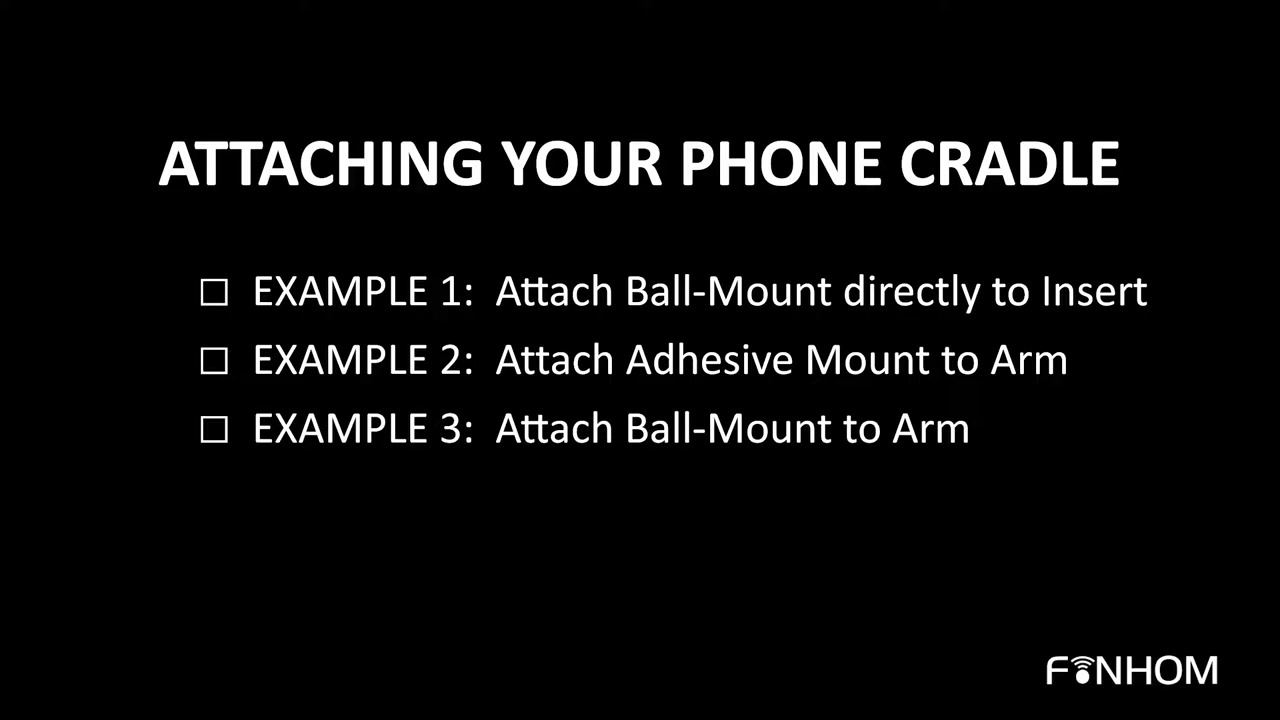 ATTACHING YOUR PHONE CRADLE
☐ EXAMPLE 1: Attach Ball-Mount directly to Insert
☐ EXAMPLE 2: Attach Adhesive Mount to Arm
☐ EXAMPLE 3: Attach Ball-Mount to Arm
FONHOM